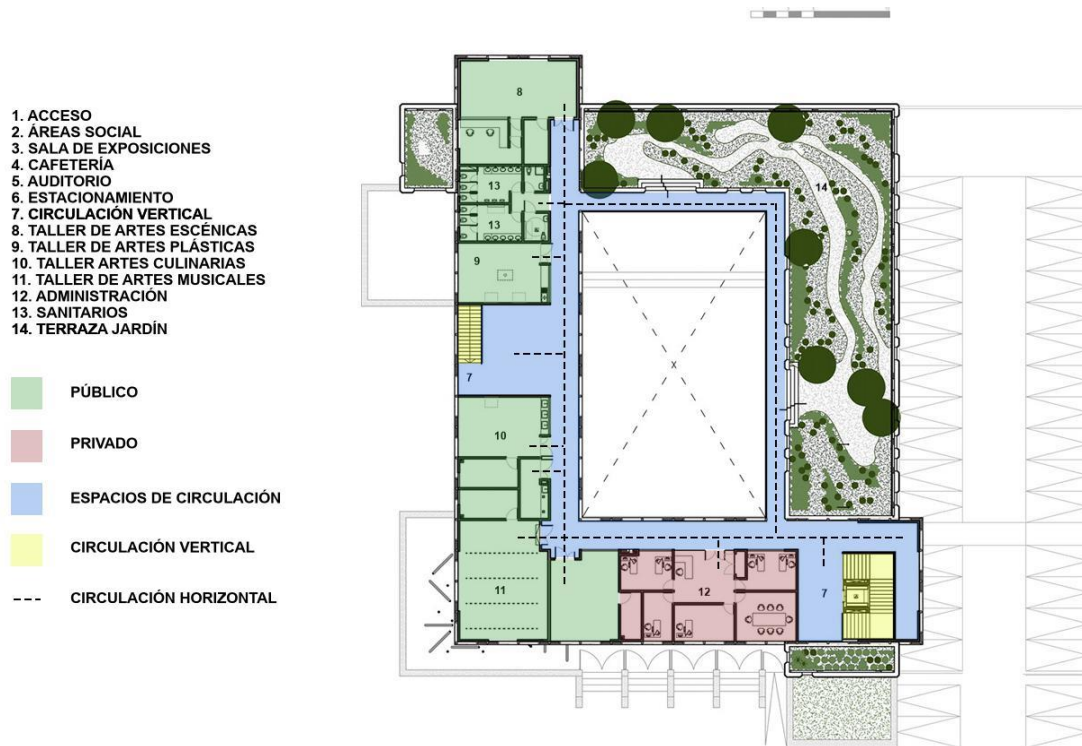 1. ACCESO
2. ÁREAS SOCIAL
3. SALA DE EXPOSICIONES
4. CAFETERÍA
5. AUDITORIO
6. ESTACIONAMIENTO
7. CIRCULACIÓN VERTICAL
8. TALLER DE ARTES ESCÉNICAS
9. TALLER DE ARTES PLÁSTICAS
10. TALLER ARTES CULINARIAS
11. TALLER DE ARTES MUSICALES
12. ADMINISTRACIÓN
13. SANITARIOS
14. TERRAZA JARDÍN
PÚBLICO
PRIVADO
ESPACIOS DE CIRCULACIÓN
CIRCULACIÓN VERTICAL
CIRCULACIÓN HORIZONTAL
8
13
14
13
9
7
10
11
12
7